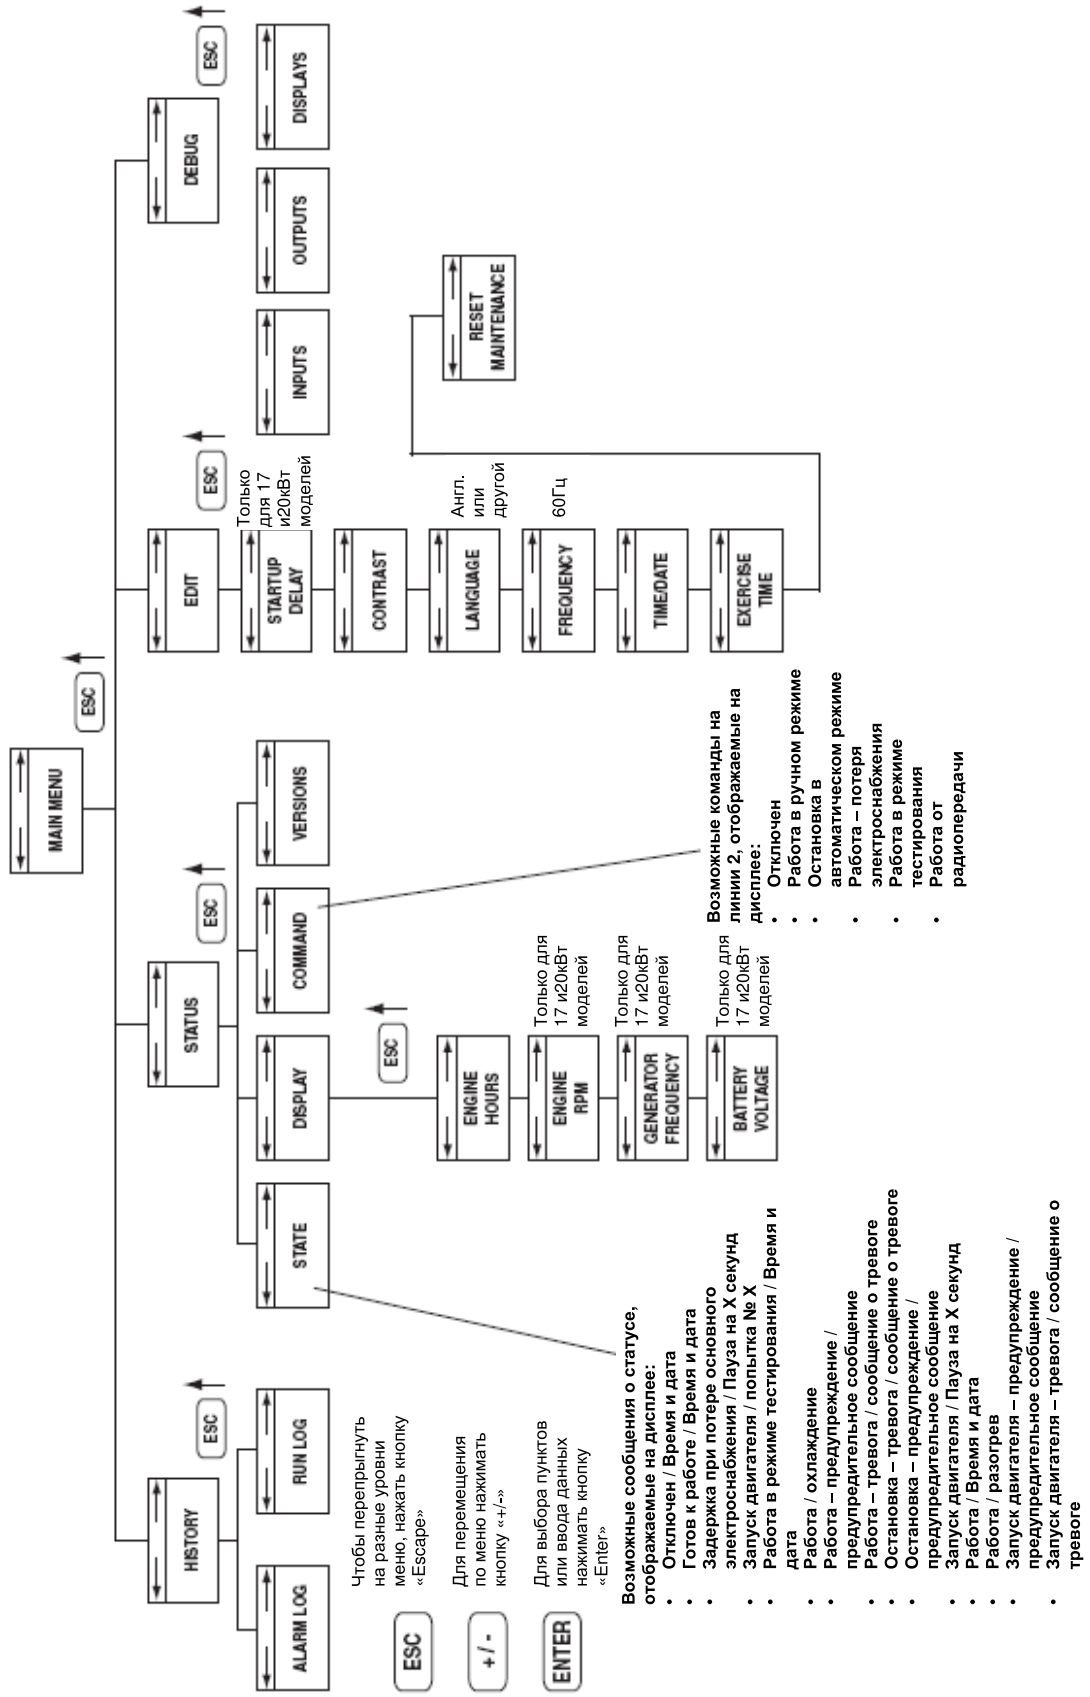 MAIN MENU
ESC
HISTORY
ESC
ALARM LOG
RUN LOG
STATUS
ESC
STATE
DISPLAY
COMMAND
VERSIONS
ESC
ENGINE
HOURS
ENGINE
RPM
Только для
17 и20кВт
моделей
GENERATOR
FREQUENCY
Только для
17 и20кВт
моделей
BATTERY
VOLTAGE
Только для
17 и20кВт
моделей
EDIT
ESC
STARTUP
DELAY
Только
для 17
и20кВт
моделей
CONTRAST
LANGUAGE
Англ.
или
другой
FREQUENCY
60Гц
TIME/DATE
EXERCISE
TIME
RESET
MAINTENANCE
DEBUG
ESC
INPUTS
OUTPUTS
DISPLAYS
ESC
Чтобы перепрыгнуть
на разные уровни
меню, нажать кнопку
«Escape»
+ / -
Для перемещения
по меню нажимать
кнопку «+/-»
ENTER
Для выбора пунктов
или ввода данных
нажимать кнопку
«Enter»
Возможные сообщения о статусе,
отображаемые на дисплее:
• Отключен / Время и дата
• Готов к работе / Время и дата
• Задержка при потере основного
электроснабжения / Пауза на X секунд
• Запуск двигателя / попытка № X
• Работа в режиме тестирования / Время и
дата
• Работа / охлаждение
• Работа – предупреждение /
предупредительное сообщение
• Работа – тревога / сообщение о тревоге
• Остановка – тревога / сообщение о тревоге
• Остановка – предупреждение /
предупредительное сообщение
• Запуск двигателя / Пауза на X секунд
• Работа / Время и дата
• Работа / разогрев
• Запуск двигателя – предупреждение /
предупредительное сообщение
• Запуск двигателя – тревога / сообщение о
тревоге
Возможные команды на
линии 2, отображаемые на
дисплее:
• Отключен
• Работа в ручном режиме
• Остановка в
автоматическом режиме
• Работа – потеря
электроснабжения
• Работа в режиме
тестирования
• Работа от
радиопередачи